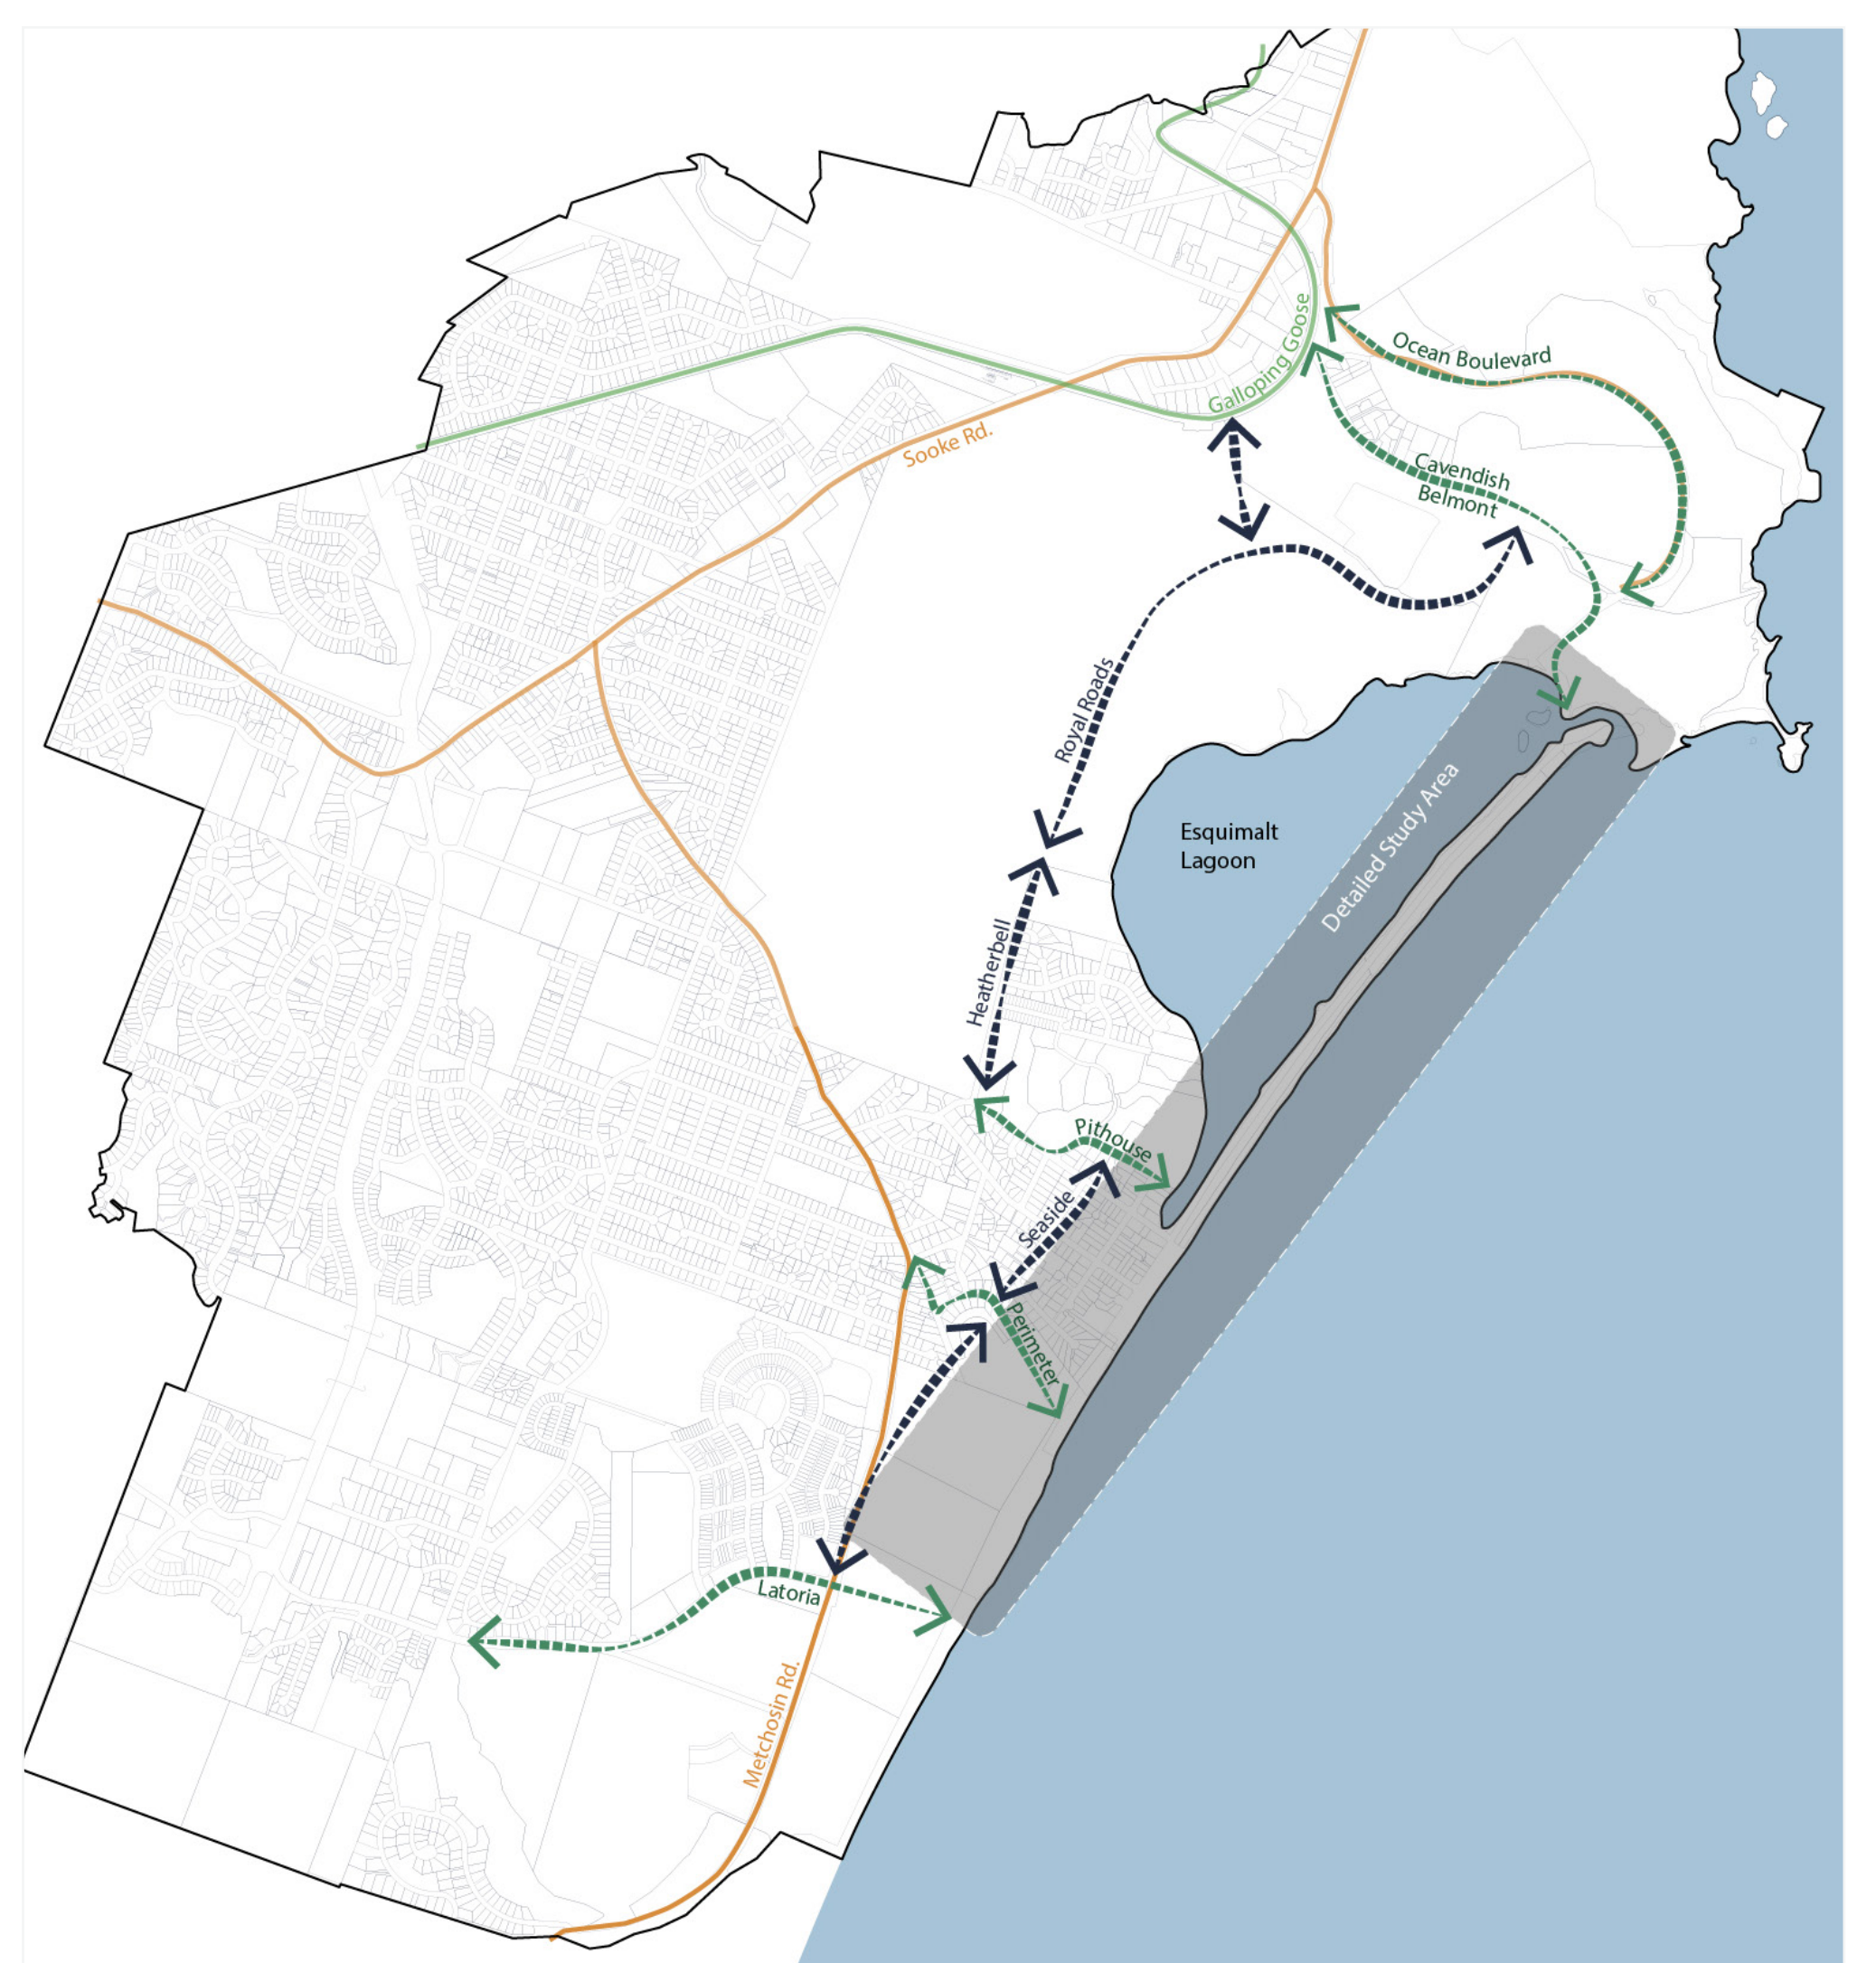 Galloping Goose
Ocean Boulevard
Sooke Rd.
Cavendish
Belmont
Royal Roads
Detailed Study Area
Esquimalt
Lagoon
Heatherbell
Pithouse
Seaside
Perimeter
Latoria
Metchosin Rd.